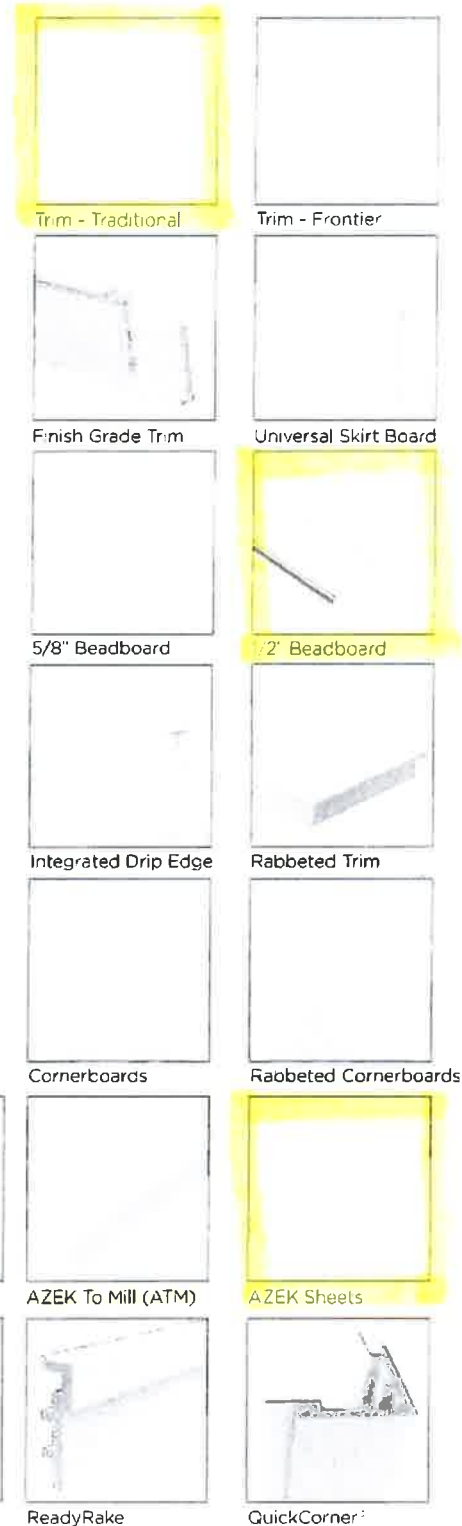 Trim - Traditional
Trim - Frontier
Finish Grade Trim
Universal Skirt Board
5/8" Beadboard
/2" Beadboard
Integrated Drip Edge
Rabbeted Trim
Cornerboards
Rabbeted Cornerboards
AZEK To Mill (ATM)
AZEK Sheets
ReadyRake
QuickCorner